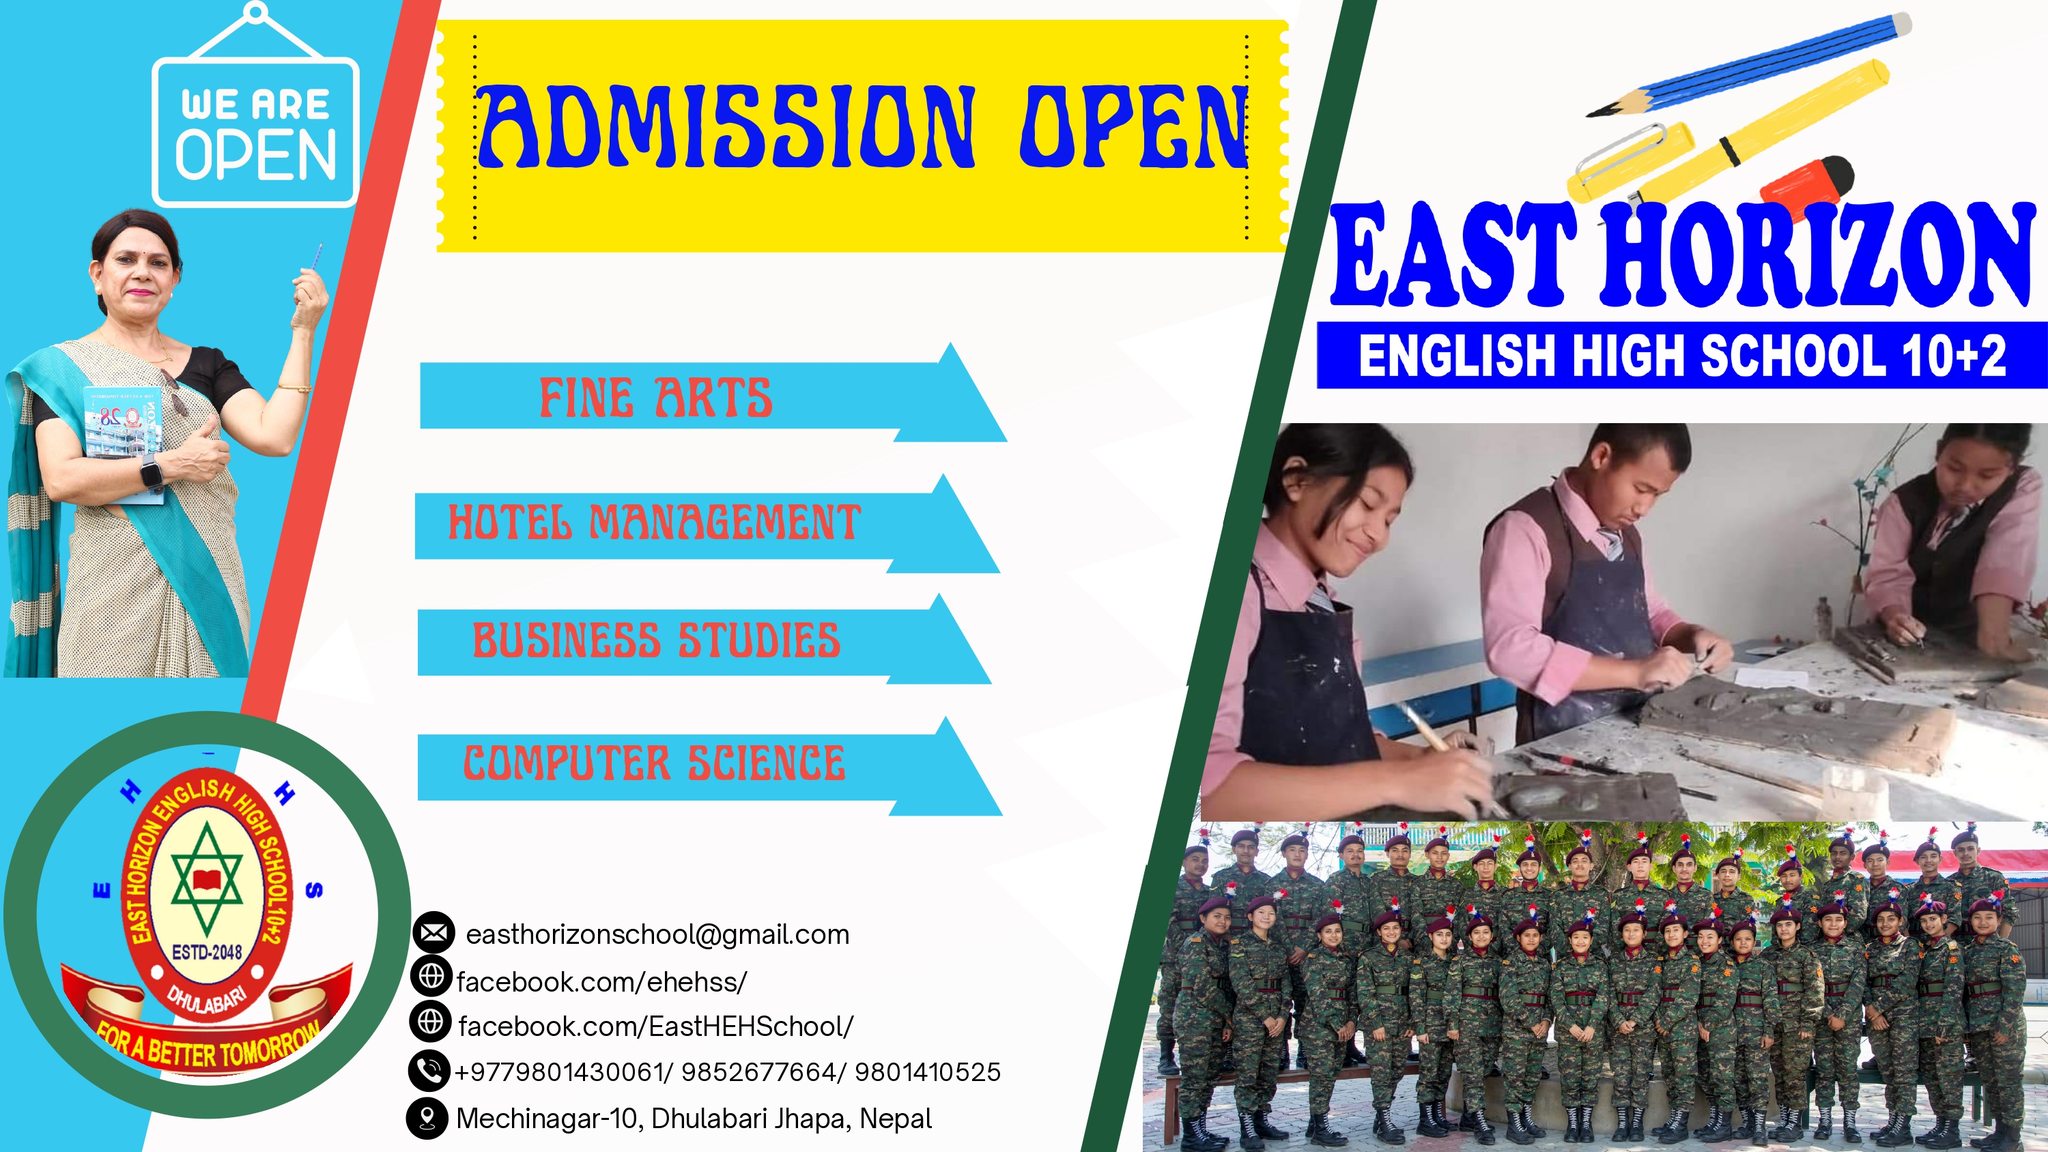 WE ARE
OPEN
ADMISSION OPEN
EAST HORIZON
ENGLISH HIGH SCHOOL 10+2
FINE ARTS
HOTEL MANAGEMENT
BUSINESS STUDIES
COMPUTER SCIENCE
E H H S
EAST HORIZON ENGLISH HIGH SCHOOL 10+2
ESTD-2048
DHULABARI
FOR A BETTER TOMORROW
easthorizonschool@gmail.com
facebook.com/ehehss/
facebook.com/EastHEHSchool/
+9779801430061/ 9852677664/ 9801410525
Mechinagar-10, Dhulabari Jhapa, Nepal